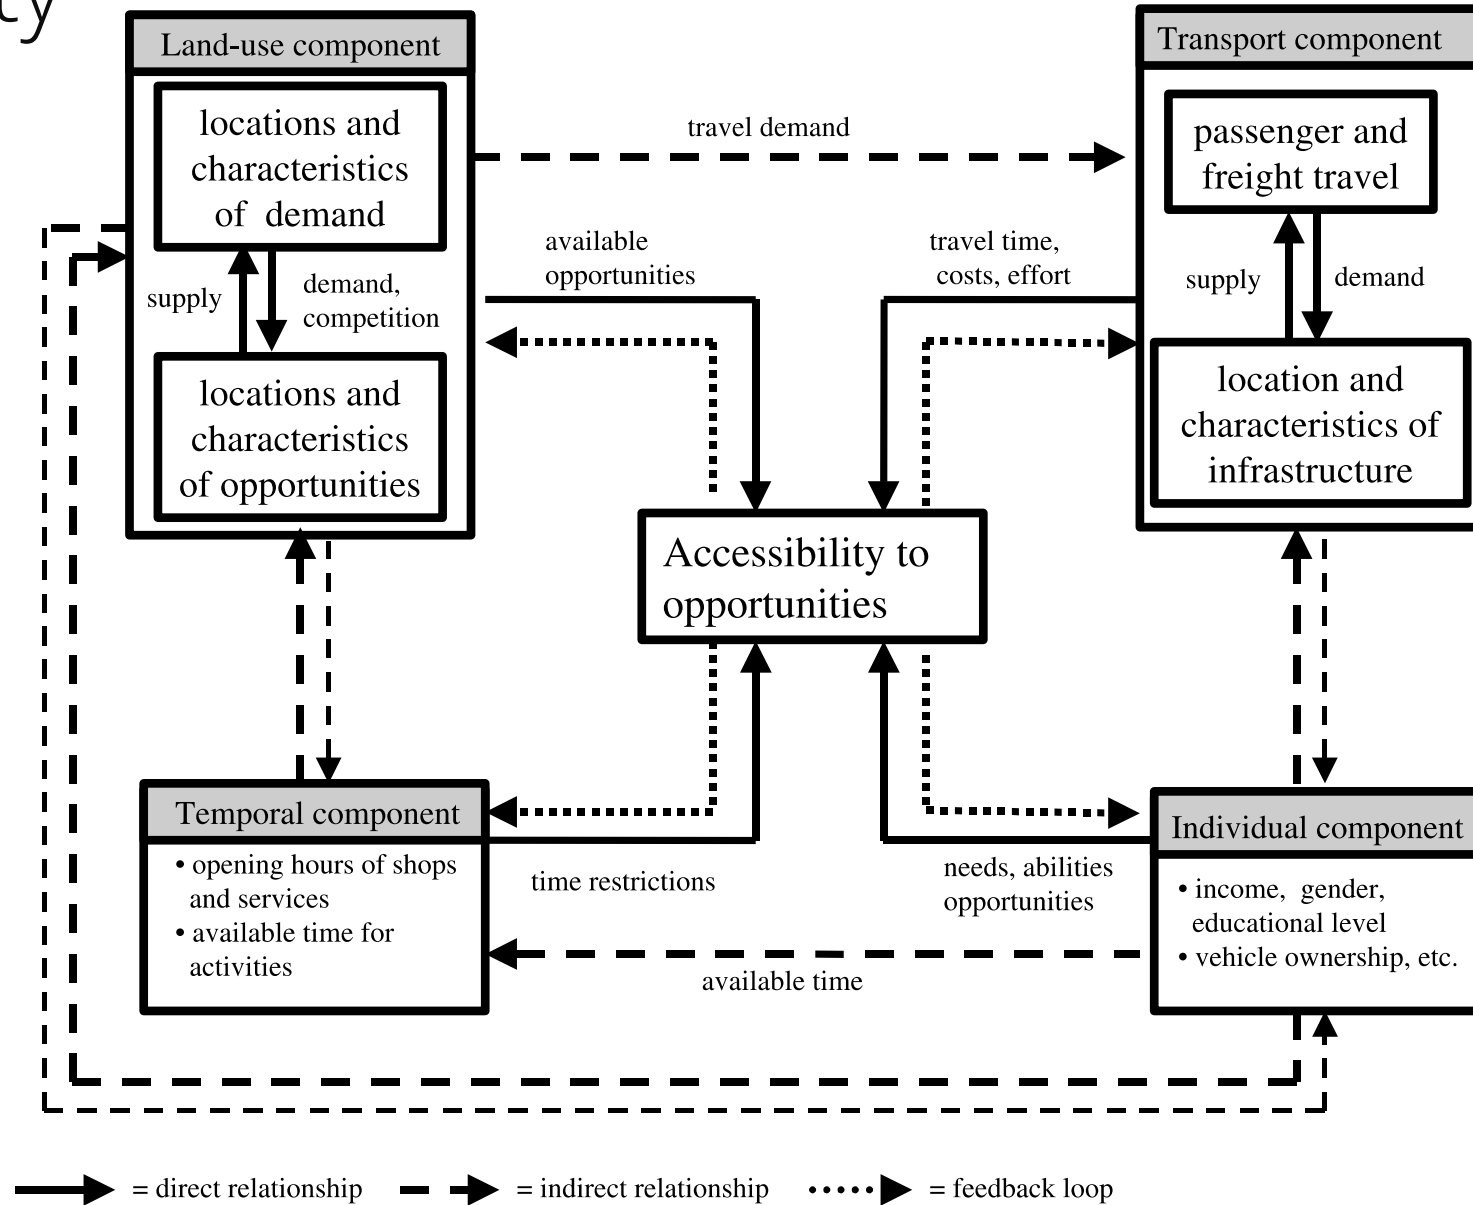 ty
Land-use component
locations and
characteristics
of demand
supply
demand,
competition
locations and
characteristics
of opportunities
travel demand
available
opportunities
travel time,
costs, effort
Transport component
passenger and
freight travel
supply
demand
location and
characteristics of
infrastructure
Accessibility to
opportunities
Temporal component
• opening hours of shops
and services
• available time for
activities
time restrictions
needs, abilities
opportunities
available time
Individual component
• income, gender,
educational level
• vehicle ownership, etc.
= direct relationship
= indirect relationship
= feedback loop